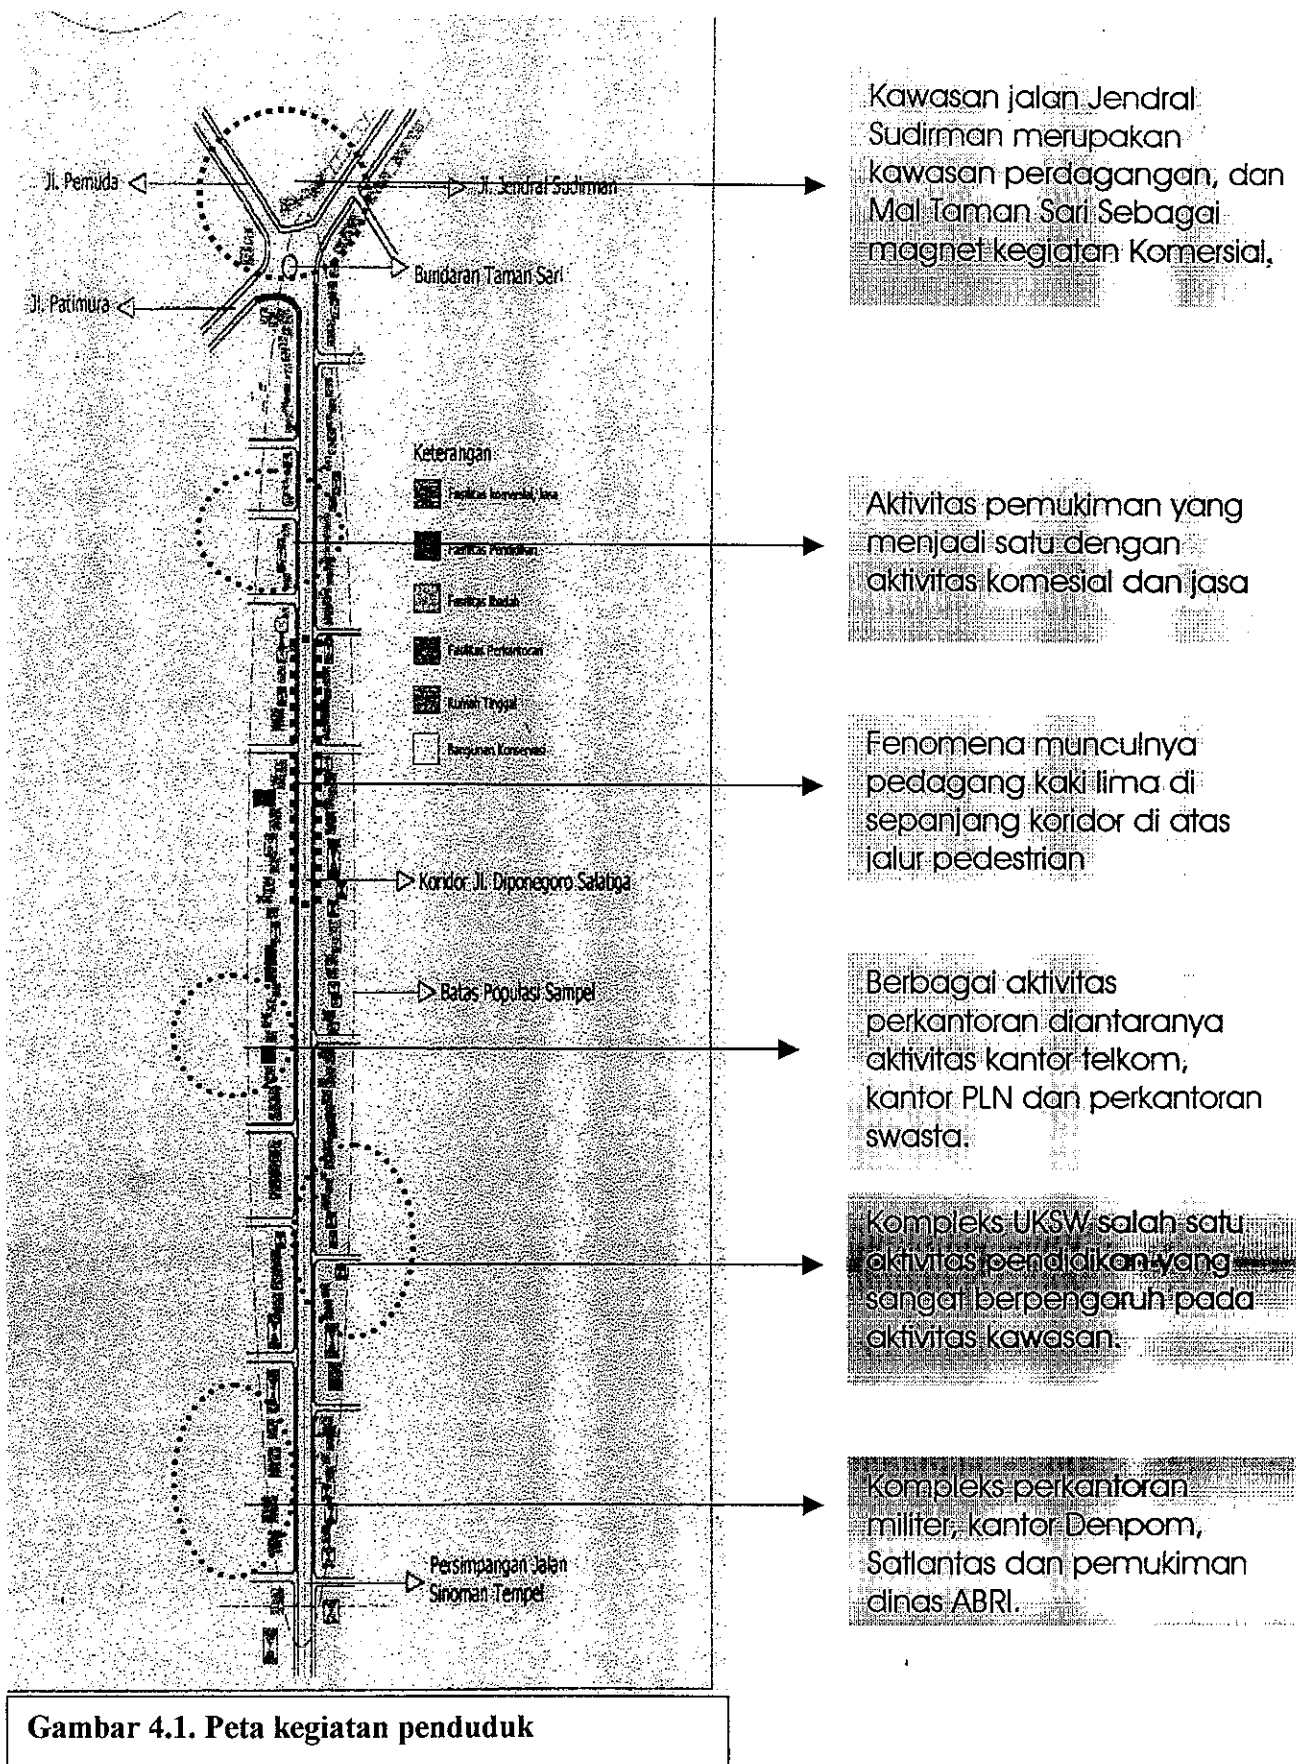 Jl. Pemuda
Jl. Jendral Sudirman
Bundaran Taman Sari
Jl. Patimura
Keterangan
Fasilitas komersial, Jasa
Fasilitas Pendidikan
Fasilitas Ibadah
Fasilitas Perkantoran
Rumah Tinggal
Bangunan Konservasi
Koridor Jl. Diponegoro Salatiga
Batas Populasi Sampel
Persimpangan Jalan
Sinoman Tempel
Kawasan jalan Jendral
Sudirman merupakan
kawasan perdagangan, dan
Mal Taman Sari Sebagai
magnet kegiatan Komersial.
Aktivitas pemukiman yang
menjadi satu dengan
aktivitas komesial dan jasa
Fenomena munculnya
pedagang kaki lima di
sepanjang koridor di atas
jalur pedestrian
Berbagai aktivitas
perkantoran diantaranya
aktivitas kantor telkom,
kantor PLN dan perkantoran
swasta.
Kompleks UKSW salah satu
aktivitas pendidikan yang
sangat berpengaruh pada
aktivitas kawasan.
Kompleks perkantoran
militer, kantor Denpom,
Satlantas dan pemukiman
dinas ABRI.
Gambar 4.1. Peta kegiatan penduduk